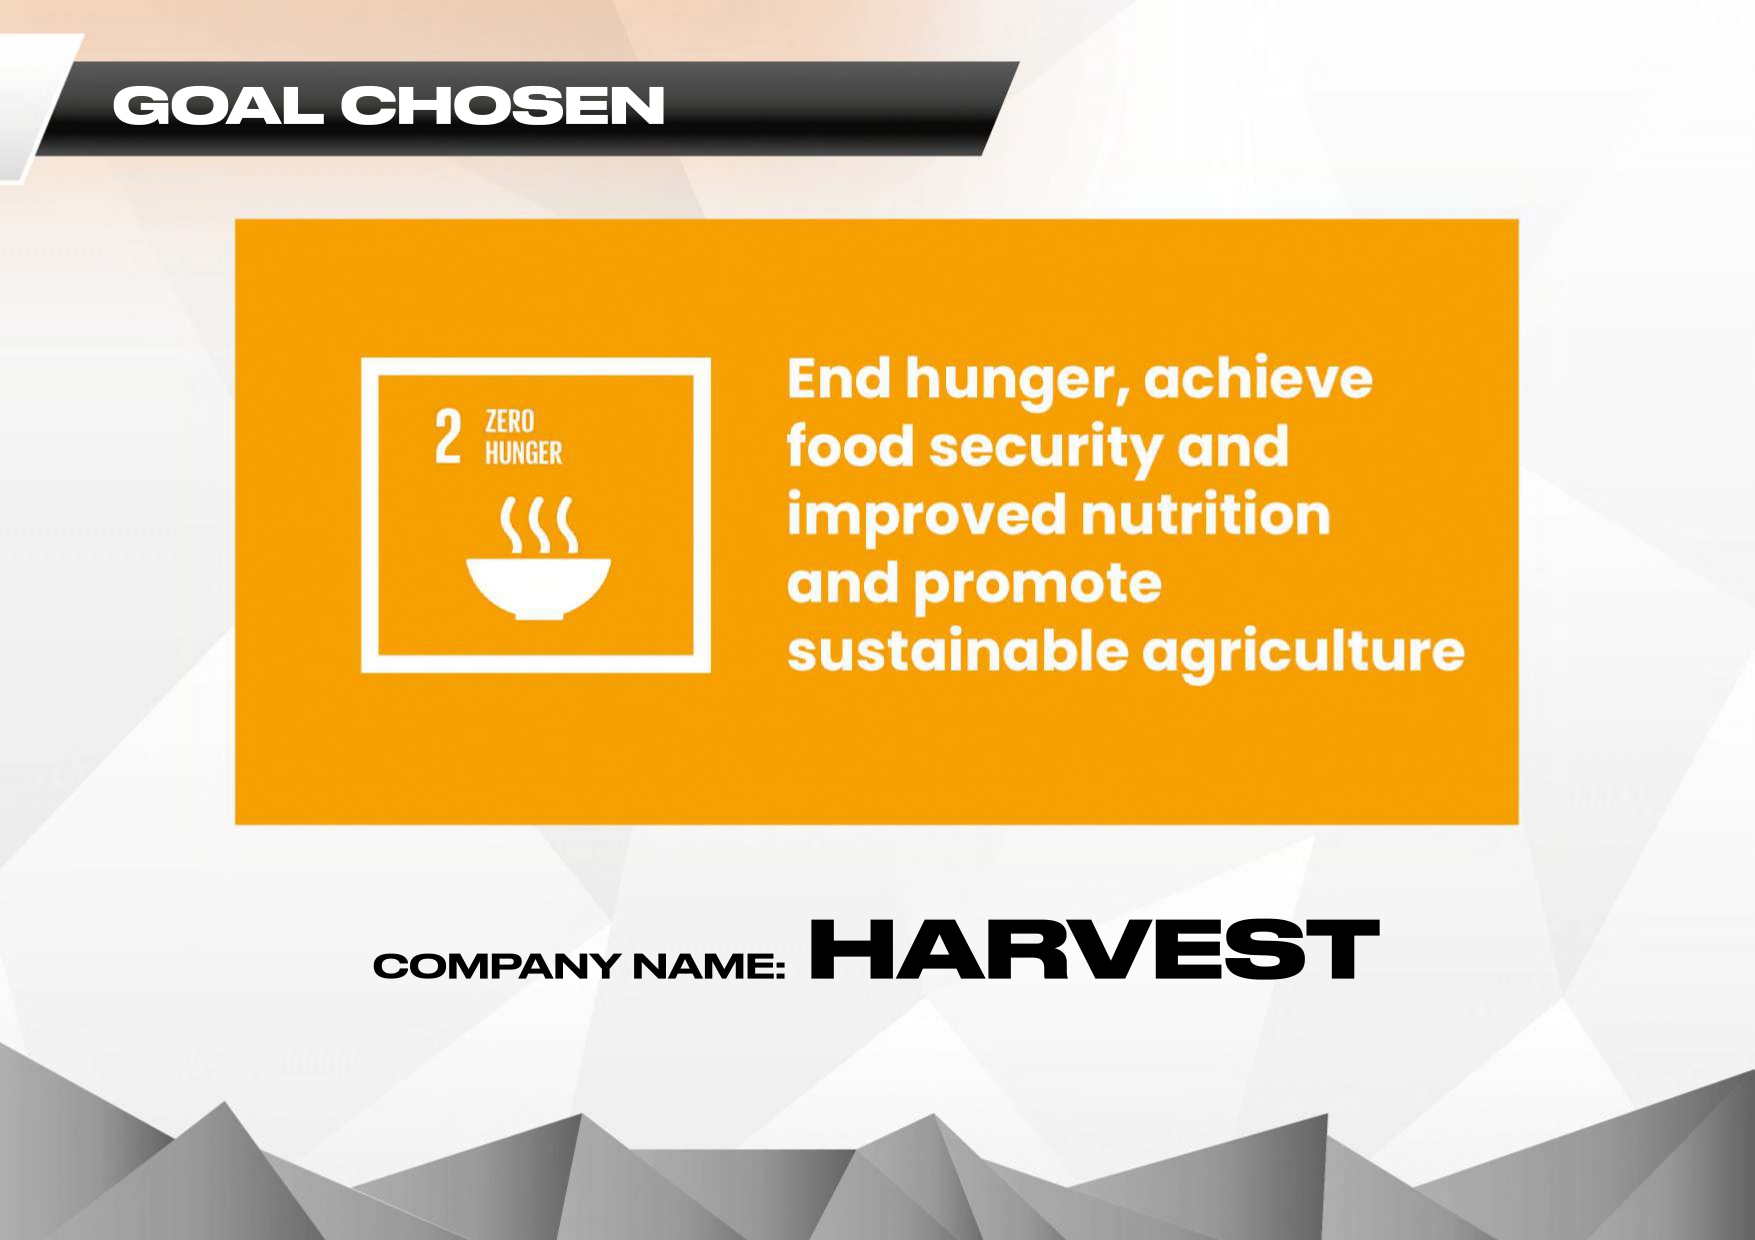 GOAL CHOSEN
2 ZERO
HUNGER
End hunger, achieve
food security and
improved nutrition
and promote
sustainable agriculture
COMPANY NAME: HARVEST